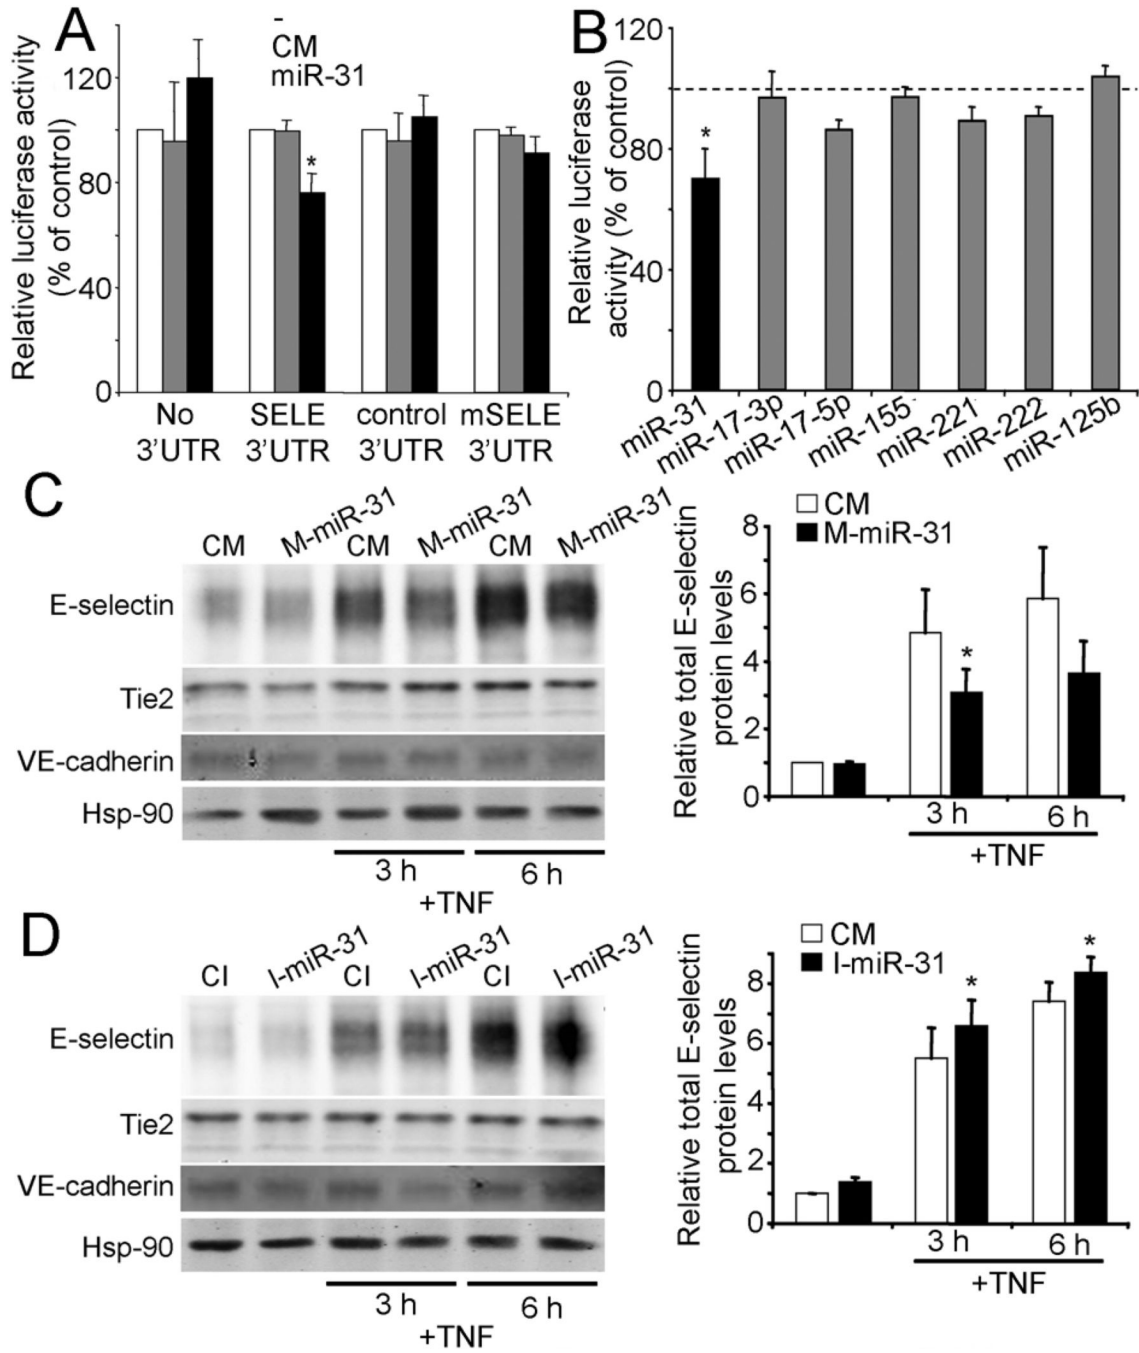 A
-
CM
miR-31
Relative luciferase activity
(% of control)
120
80
40
0
No
3'UTR
SELE
3'UTR
control
3'UTR
mSELE
3'UTR
*
B
Relative luciferase
activity (% of control)
120
80
40
0
*
miR-31
miR-17-3p
miR-17-5p
miR-155
miR-221
miR-222
miR-125b
C
CM
M-miR-31
CM
M-miR-31
CM
M-miR-31
E-selectin
Tie2
VE-cadherin
Hsp-90
3 h
6 h
+TNF
CM
M-miR-31
Relative total E-selectin
protein levels
8
6
4
2
0
*
3 h
6 h
+TNF
D
CI
I-miR-31
CI
I-miR-31
CI
I-miR-31
E-selectin
Tie2
VE-cadherin
Hsp-90
3 h
6 h
+TNF
CM
I-miR-31
Relative total E-selectin
protein levels
8
6
4
2
0
*
*
3 h
6 h
+TNF